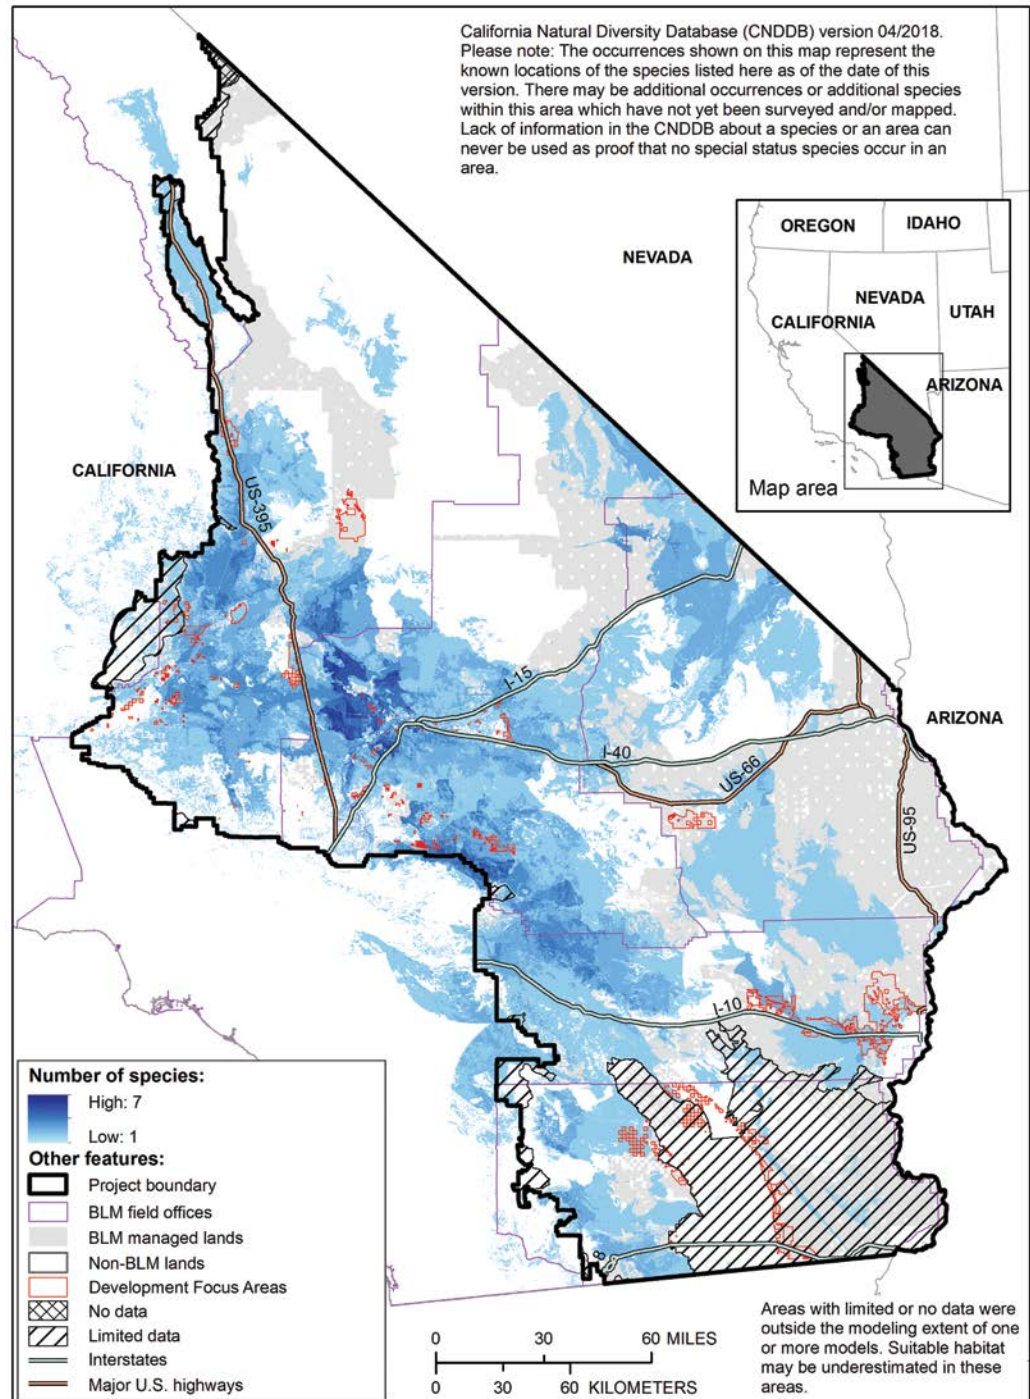 California Natural Diversity Database (CNDDB) version 04/2018.
Please note: The occurrences shown on this map represent the
known locations of the species listed here as of the date of this
version. There may be additional occurrences or additional species
within this area which have not yet been surveyed and/or mapped.
Lack of information in the CNDDB about a species or an area can
never be used as proof that no special status species occur in an
area.
OREGON
IDAHO
NEVADA
UTAH
CALIFORNIA
ARIZONA
Map area
NEVADA
CALIFORNIA
US-395
I-15
I-40
US-66
US-95
ARIZONA
I-10
I-8
Number of species:
High: 7
Low: 1
Other features:
Project boundary
BLM field offices
BLM managed lands
Non-BLM lands
Development Focus Areas
No data
Limited data
Interstates
Major U.S. highways
0 30 60 MILES
0 30 60 KILOMETERS
Areas with limited or no data were
outside the modeling extent of one
or more models. Suitable habitat
may be underestimated in these
areas.